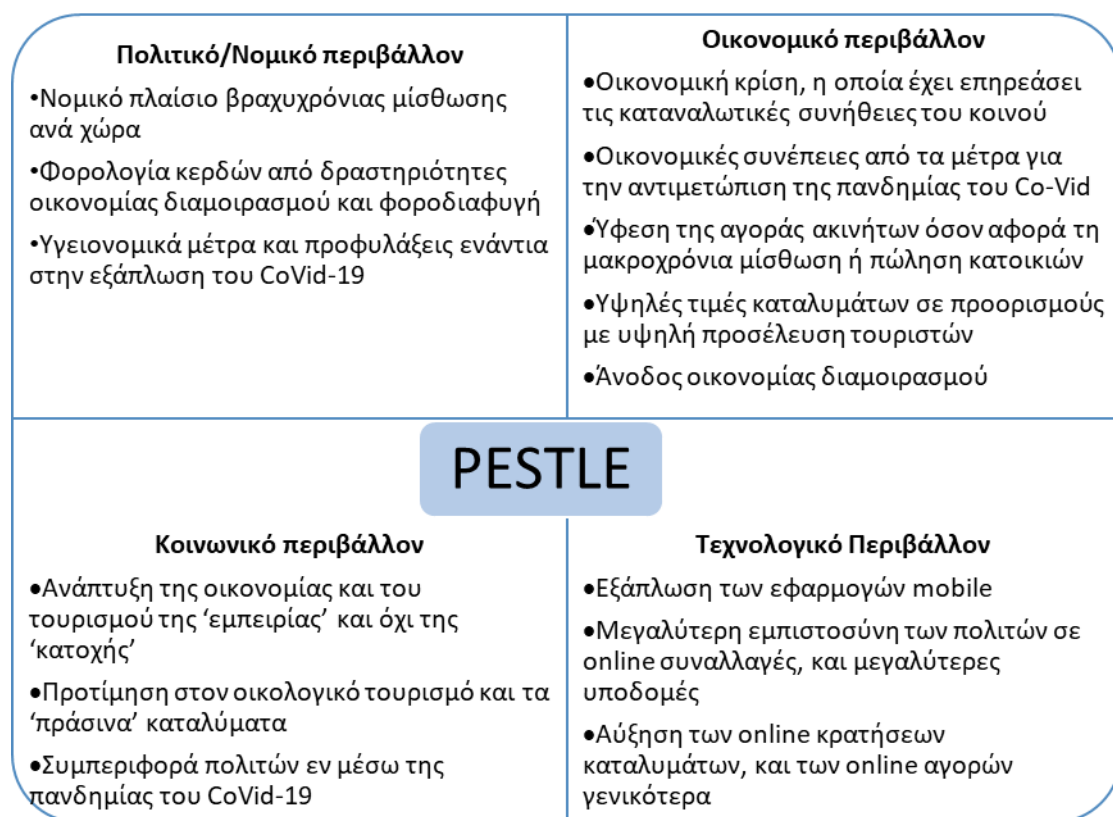 Πολιτικό/Νομικό περιβάλλον
•Νομικό πλαίσιο βραχυχρόνιας μίσθωσης
ανά χώρα
•Φορολογία κερδών από δραστηριότητες
οικονομίας διαμοιρασμού και φοροδιαφυγή
•Υγειονομικά μέτρα και προφυλάξεις ενάντια
στην εξάπλωση του CoVid-19
Οικονομικό περιβάλλον
•Οικονομική κρίση, η οποία έχει επηρεάσει
τις καταναλωτικές συνήθειες του κοινού
•Οικονομικές συνέπειες από τα μέτρα για
την αντιμετώπιση της πανδημίας του Co-Vid
•Ύφεση της αγοράς ακινήτων όσον αφορά τη
μακροχρόνια μίσθωση ή πώληση κατοικιών
•Υψηλές τιμές καταλυμάτων σε προορισμούς
με υψηλή προσέλευση τουριστών
•Άνοδος οικονομίας διαμοιρασμού
PESTLE
Κοινωνικό περιβάλλον
•Ανάπτυξη της οικονομίας και του
τουρισμού της ‘εμπειρίας’ και όχι της
‘κατοχής’
•Προτίμηση στον οικολογικό τουρισμό και τα
‘πράσινα’ καταλύματα
•Συμπεριφορά πολιτών εν μέσω της
πανδημίας του CoVid-19
Τεχνολογικό Περιβάλλον
•Εξάπλωση των εφαρμογών mobile
•Μεγαλύτερη εμπιστοσύνη των πολιτών σε
online συναλλαγές, και μεγαλύτερες
υποδομές
•Αύξηση των online κρατήσεων
καταλυμάτων, και των online αγορών
γενικότερα